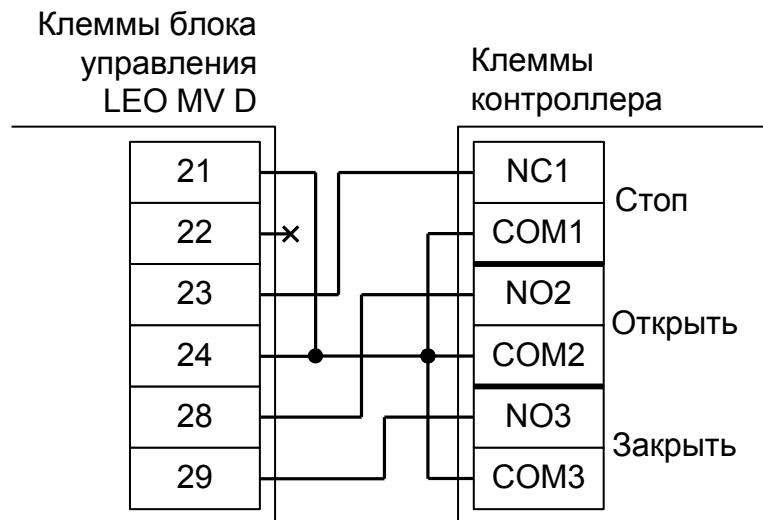 Клеммы блока
управления
LEO MV D
Клеммы
контроллера
21
22
23
24
28
29
NC1
COM1
NO2
COM2
NO3
COM3
Стоп
Открыть
Закрыть